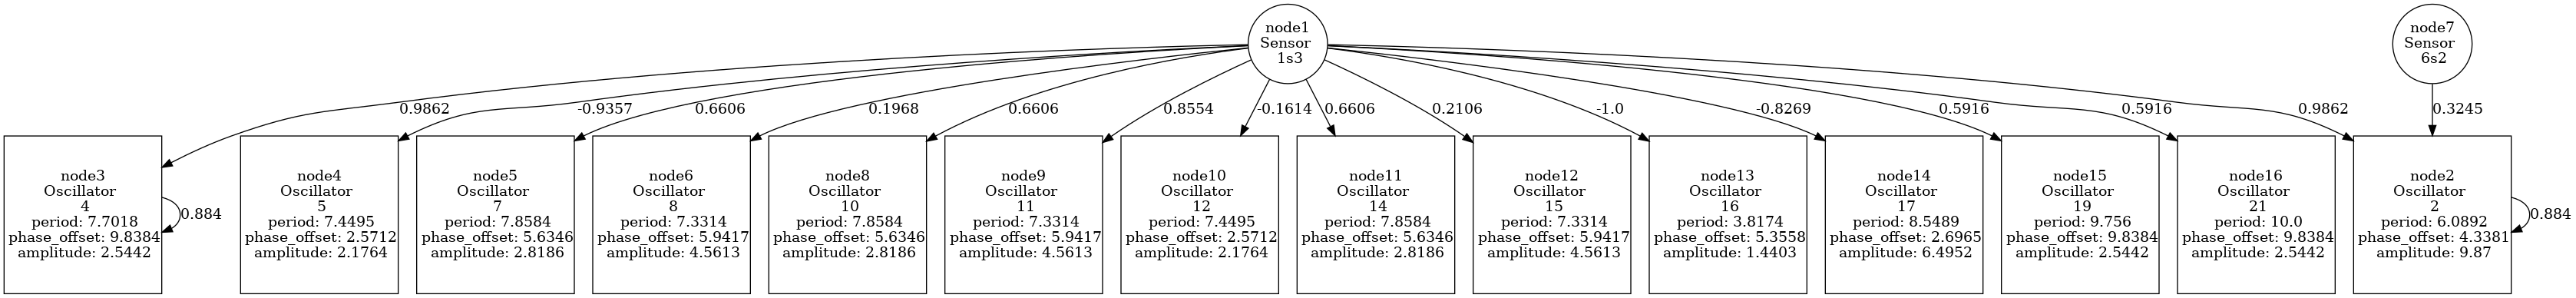 node1
Sensor
1s3
node7
Sensor
6s2
0.9862
-0.9357
0.6606
0.1968
0.6606
0.8554
-0.1614
0.6606
0.2106
-1.0
-0.8269
0.5916
0.5916
0.9862
0.3245
node3
Oscillator
4
period: 7.7018
phase_offset: 9.8384
amplitude: 2.5442
0.884
node4
Oscillator
5
period: 7.4495
phase_offset: 2.5712
amplitude: 2.1764
node5
Oscillator
7
period: 7.8584
phase_offset: 5.6346
amplitude: 2.8186
node6
Oscillator
8
period: 7.3314
phase_offset: 5.9417
amplitude: 4.5613
node8
Oscillator
10
period: 7.8584
phase_offset: 5.6346
amplitude: 2.8186
node9
Oscillator
11
period: 7.3314
phase_offset: 5.9417
amplitude: 4.5613
node10
Oscillator
12
period: 7.4495
phase_offset: 2.5712
amplitude: 2.1764
node11
Oscillator
14
period: 7.8584
phase_offset: 5.6346
amplitude: 2.8186
node12
Oscillator
15
period: 7.3314
phase_offset: 5.9417
amplitude: 4.5613
node13
Oscillator
16
period: 3.8174
phase_offset: 5.3558
amplitude: 1.4403
node14
Oscillator
17
period: 8.5489
phase_offset: 2.6965
amplitude: 6.4952
node15
Oscillator
19
period: 9.756
phase_offset: 9.8384
amplitude: 2.5442
node16
Oscillator
21
period: 10.0
phase_offset: 9.8384
amplitude: 2.5442
node2
Oscillator
2
period: 6.0892
phase_offset: 4.3381
amplitude: 9.87
0.884